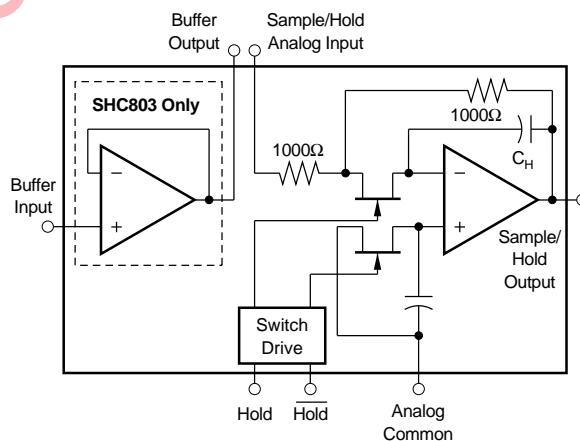 Buffer
Output
Sample/Hold
Analog Input
SHC803 Only
1000Ω
1000Ω
C_H
–
+
–
+
Buffer
Input
Sample/
Hold
Output
Switch
Drive
Hold
H̅o̅l̅d̅
Analog
Common